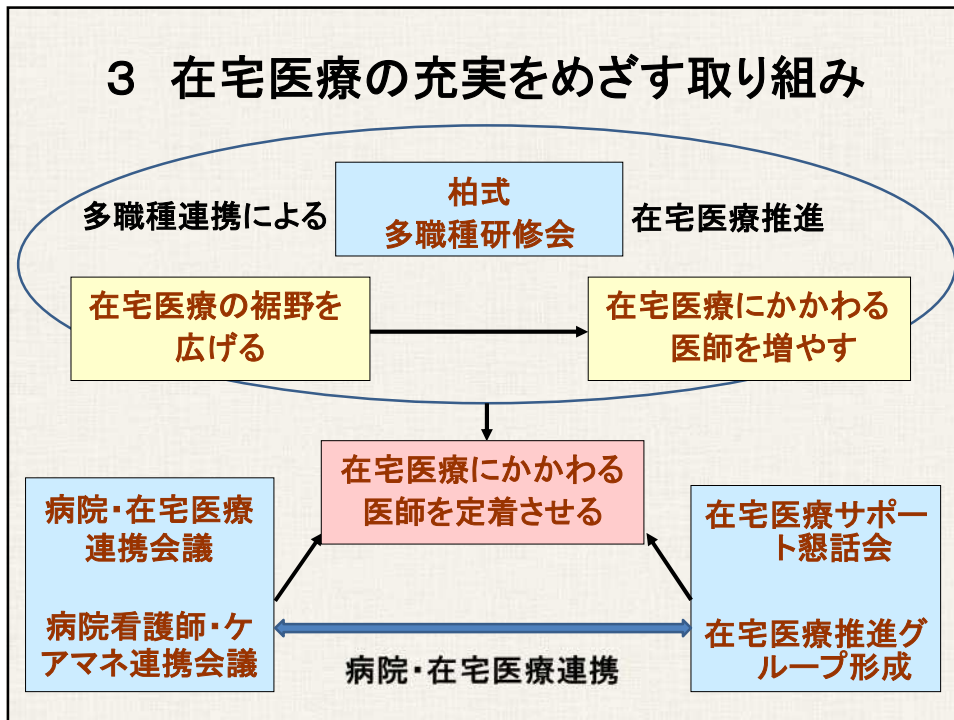 3 在宅医療の充実をめざす取り組み
柏式
多職種研修会
多職種連携による
在宅医療推進
在宅医療の裾野を
広げる
在宅医療にかかわる
医師を増やす
在宅医療にかかわる
医師を定着させる
病院・在宅医療
連携会議
病院看護師・ケ
アマネ連携会議
在宅医療サポー
ト懇話会
在宅医療推進グ
ループ形成
病院・在宅医療連携